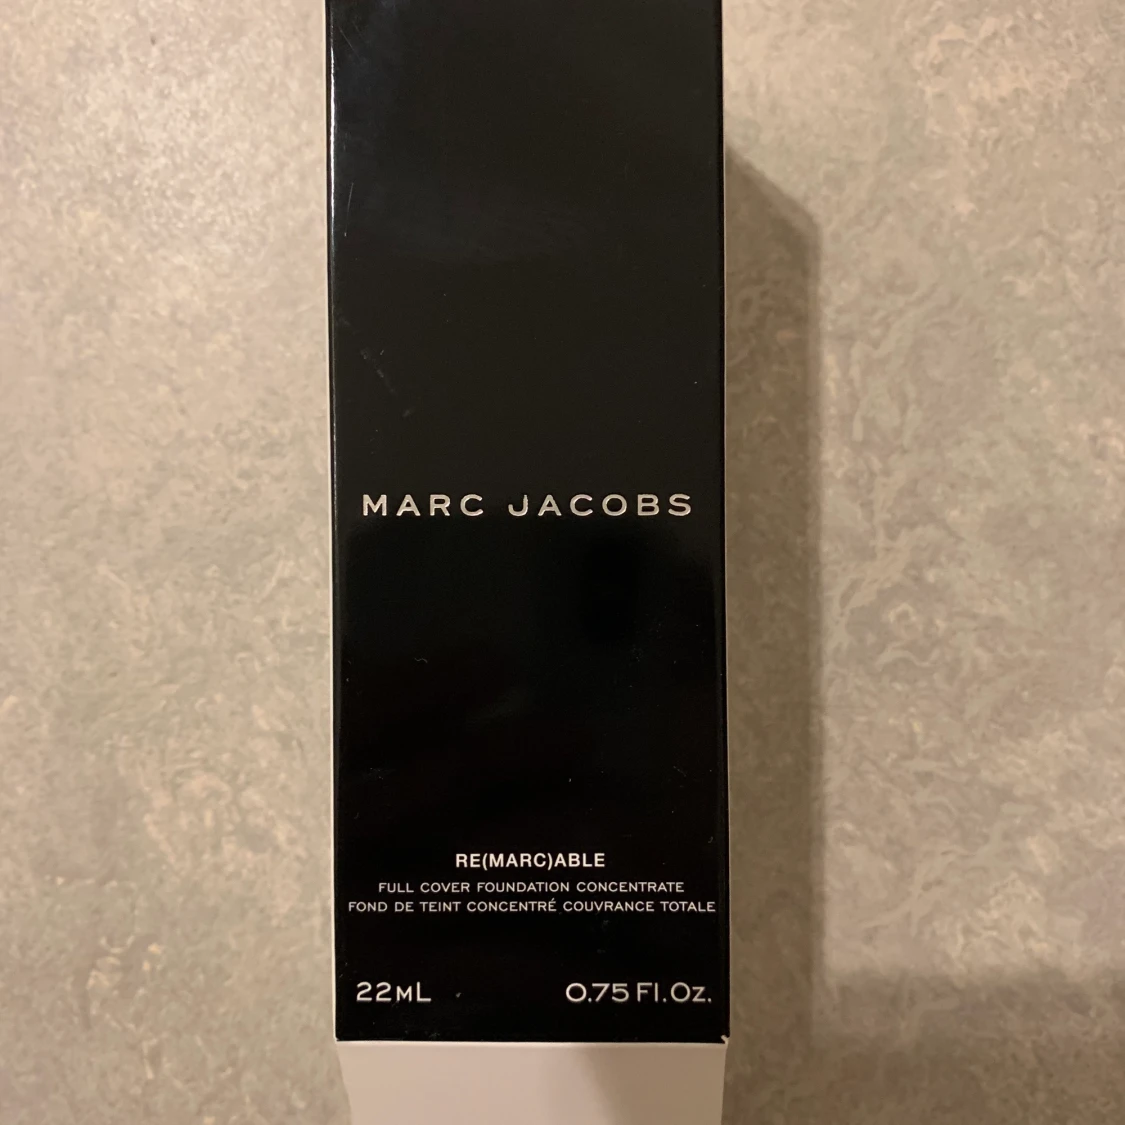 MARC JACOBS
RE(MARC)ABLE
FULL COVER FOUNDATION CONCENTRATE
FOND DE TEINT CONCENTRÉ COUVRANCE TOTALE
22ML 0.75 Fl.Oz.